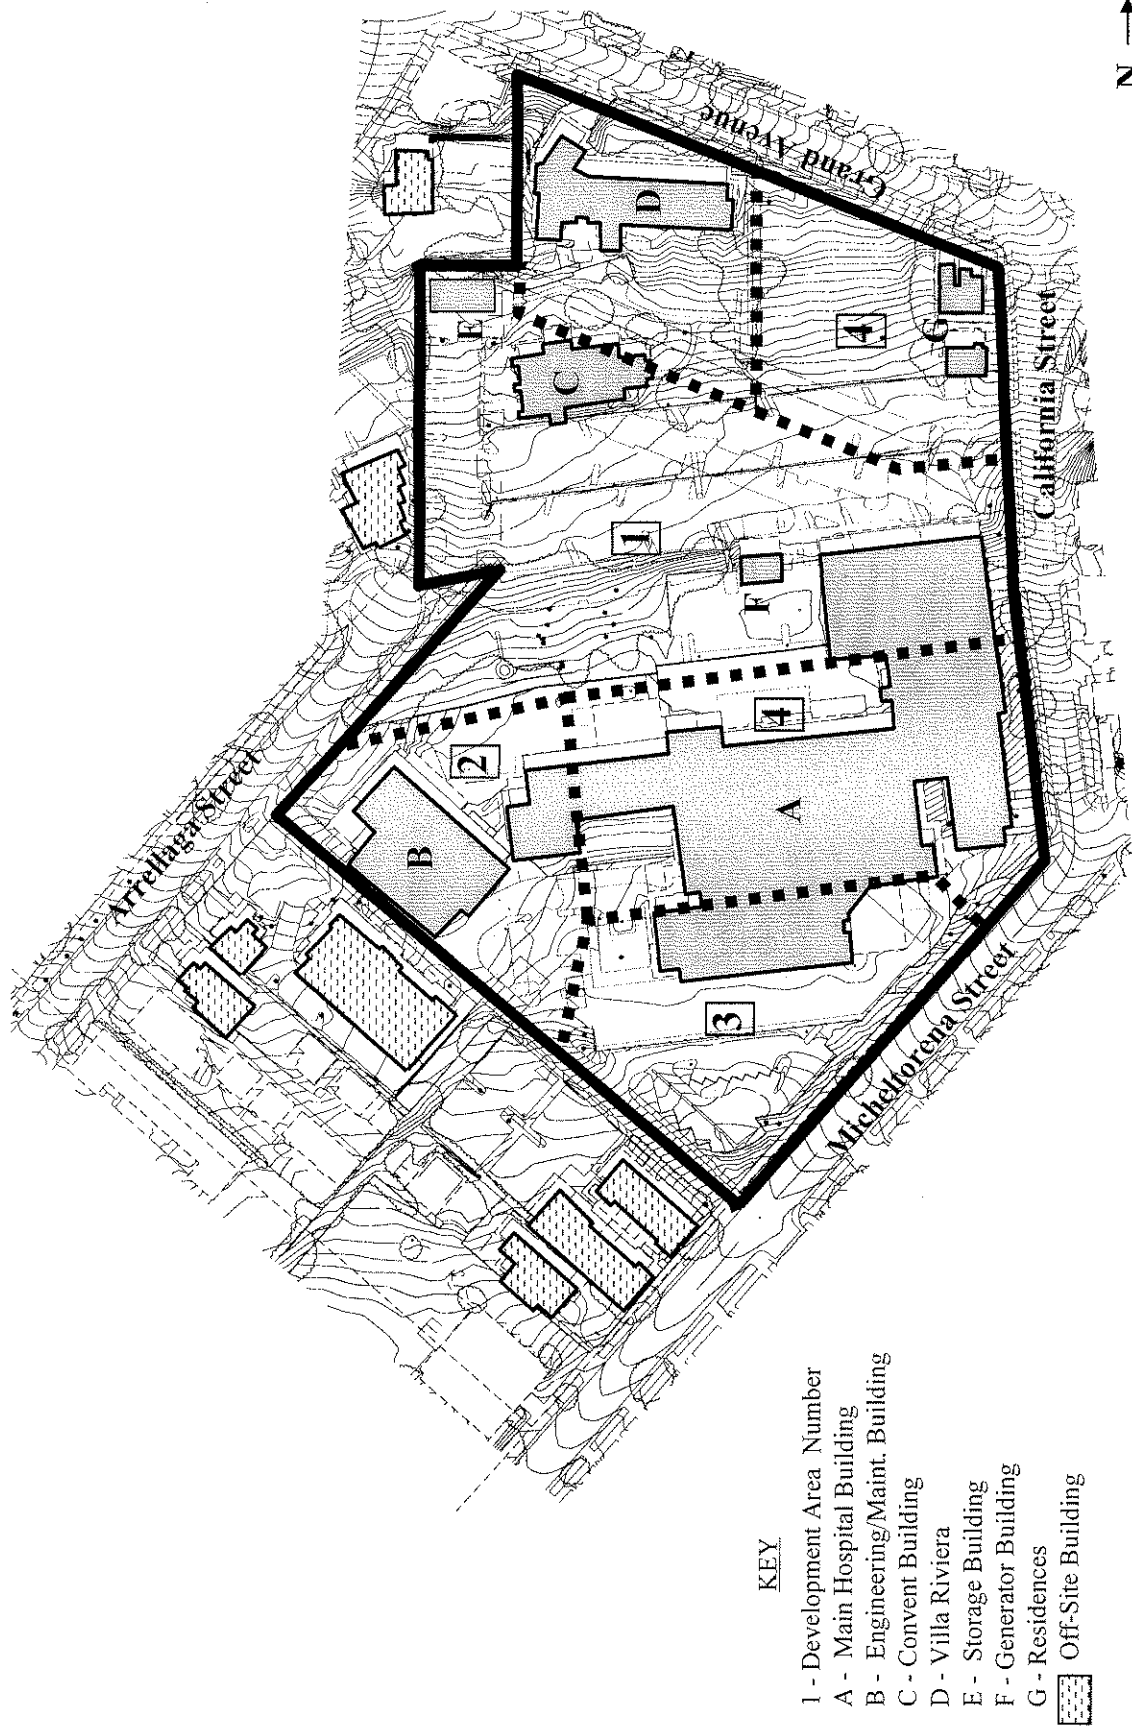 Arrellaga Street
Grand Avenue
California Street
Micheltorena Street
N
1
2
3
4
4
A
B
C
D
E
F
G
KEY
1 - Development Area Number
A - Main Hospital Building
B - Engineering/Maint. Building
C - Convent Building
D - Villa Riviera
E - Storage Building
F - Generator Building
G - Residences
Off-Site Building